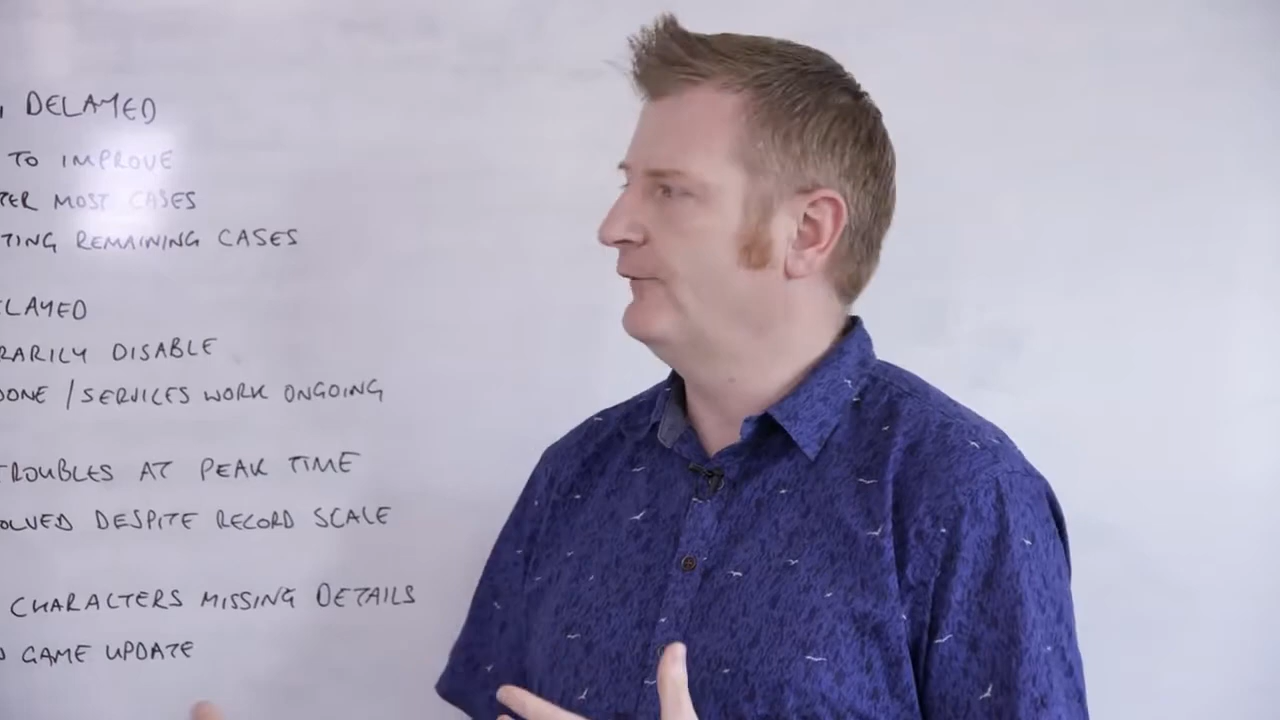 DELAYED
TO IMPROVE
TER MOST CASES
TING REMAINING CASES
LAYED
RARILY DISABLE
DONE / SERVICES WORK ONGOING
TROUBLES AT PEAK TIME
OLVED DESPITE RECORD SCALE
CHARACTERS MISSING DETAILS
GAME UPDATE